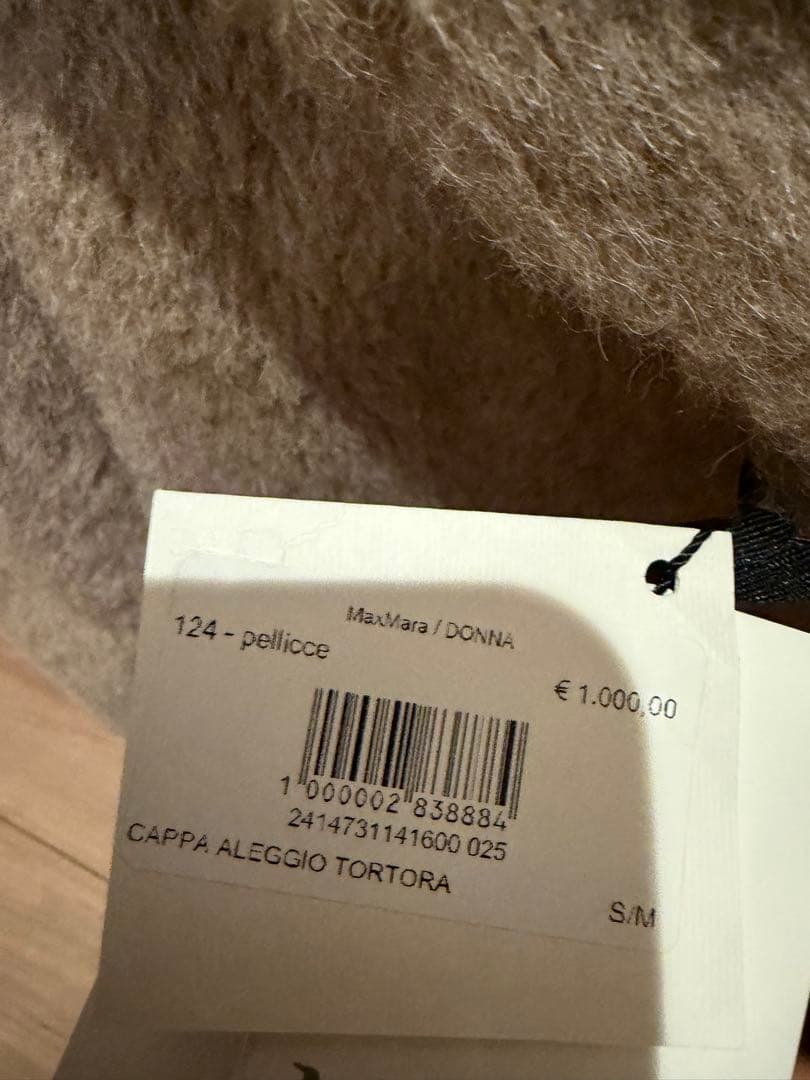 MaxMara / DONNA
124 - pellicce
€ 1.000,00
1 000002 838884
2414731141600 025
CAPPA ALEGGIO TORTORA
S/M